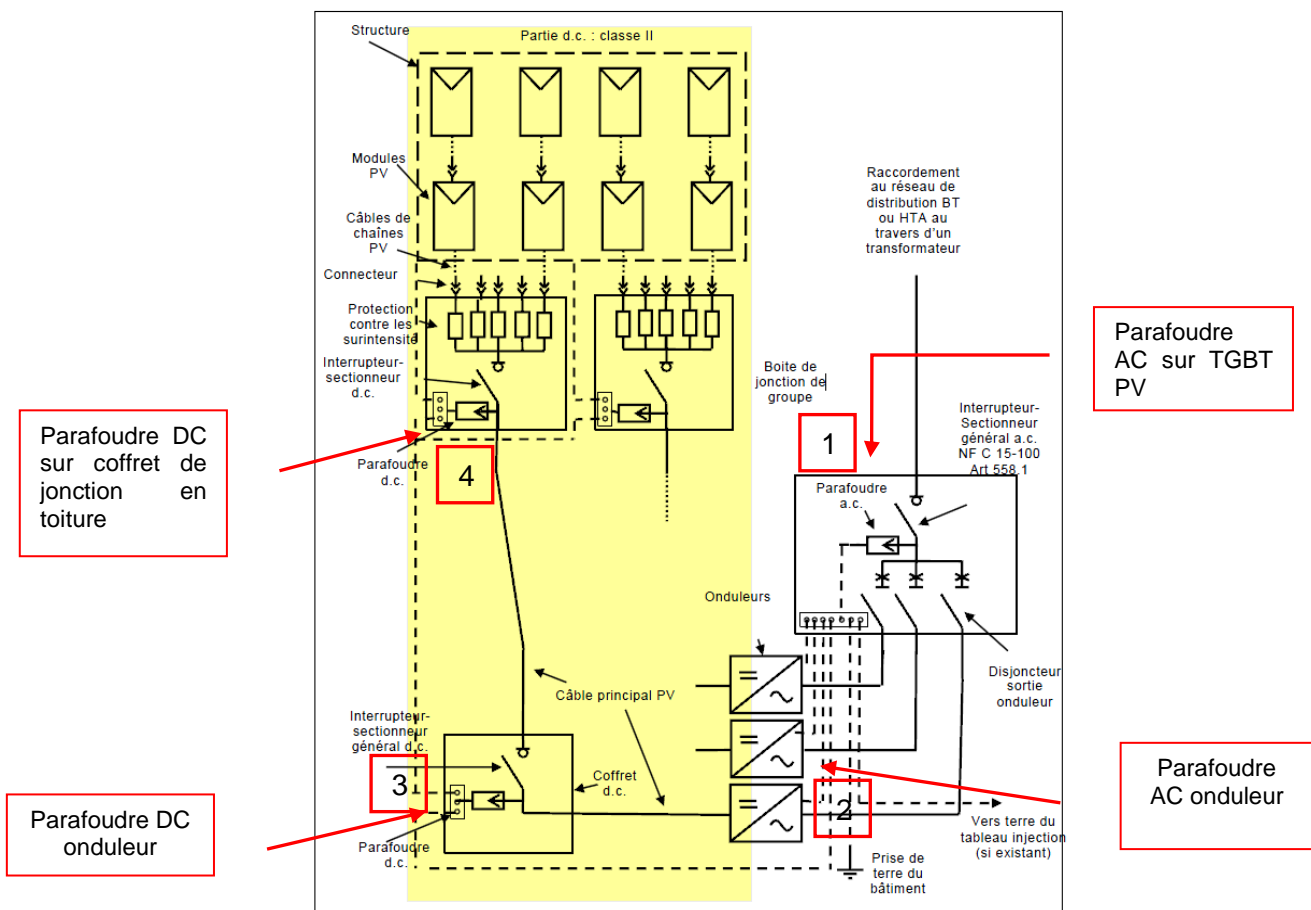 Structure
Partie d.c. : classe II
Modules
PV
Câbles de
chaînes
PV
Connecteur
Protection
contre les
surintensité
Interrupteur-
sectionneur
d.c.
Parafoudre DC
sur coffret de
jonction en
toiture
Parafoudre
d.c.
4
Raccordement
au réseau de
distribution BT
ou HTA au
travers d'un
transformateur
Parafoudre
AC sur TGBT
PV
Boite de
jonction de
groupe
1
Interrupteur-
Sectionneur
général a.c.
NF C 15-100
Art 558.1
Parafoudre
a.c.
Onduleurs
Disjoncteur
sortie
onduleur
Câble principal PV
Interrupteur-
sectionneur
général d.c.
3
Coffret
d.c.
Parafoudre DC
onduleur
Parafoudre
d.c.
2
Parafoudre
AC onduleur
Vers terre du
tableau injection
(si existant)
Prise de
terre du
bâtiment